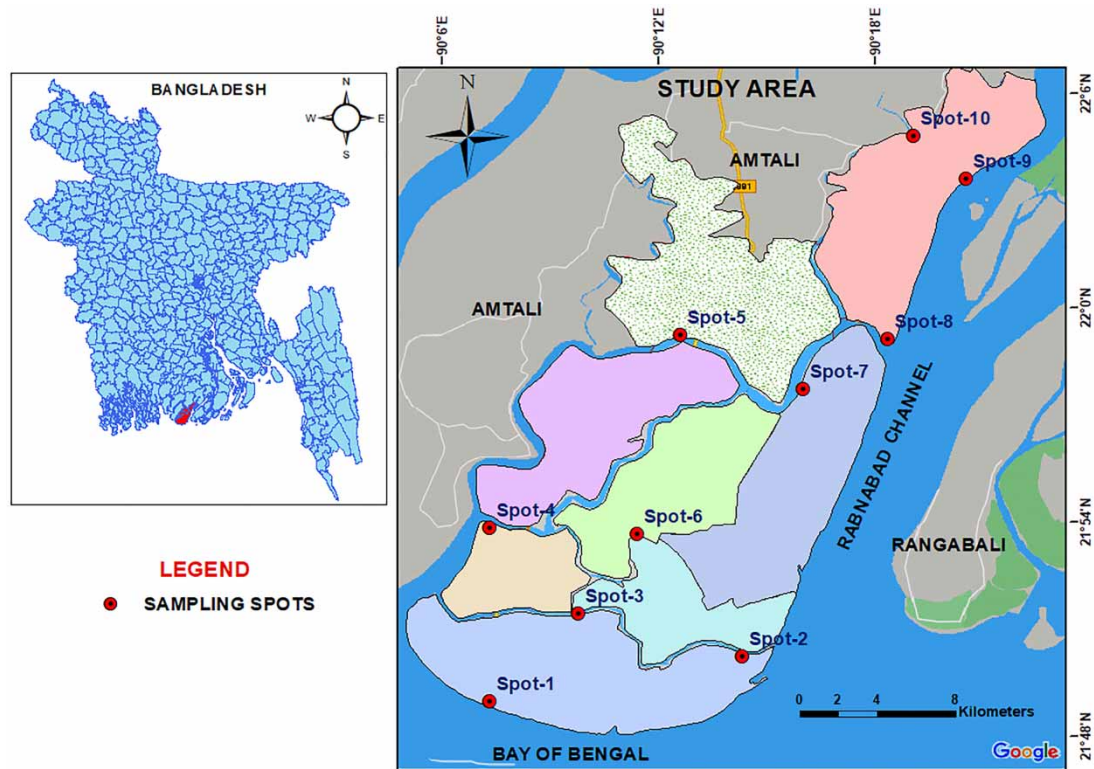 90°6'E
90°12'E
90°18'E
BANGLADESH
N
W
E
S
N
STUDY AREA
22°6'N
Spot-10
AMTALI
Spot-9
AMTALI
22°0'N
Spot-5
Spot-8
Spot-7
RABNABAD CHANNEL
Spot-4
Spot-6
21°54'N
RANGABALI
LEGEND
SAMPLING SPOTS
Spot-3
Spot-2
Spot-1
0 2 4 8
Kilometers
21°48'N
BAY OF BENGAL
Google